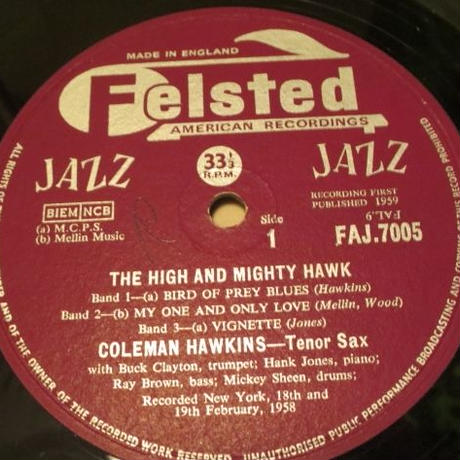 MADE IN ENGLAND
Felsted
AMERICAN RECORDINGS
JAZZ
33⅓
R.P.M.
JAZZ
BIEM NCB
(a) M.C.P.S.
(b) Mellin Music
Side
1
RECORDING FIRST
PUBLISHED 1959
FAJ.7005
THE HIGH AND MIGHTY HAWK
Band 1—(a) BIRD OF PREY BLUES (Hawkins)
Band 2—(b) MY ONE AND ONLY LOVE (Mellin, Wood)
Band 3—(a) VIGNETTE (Jones)
COLEMAN HAWKINS—Tenor Sax
with Buck Clayton, trumpet; Hank Jones, piano;
Ray Brown, bass; Mickey Sheen, drums;
Recorded New York, 18th and
19th February, 1958
ALL RIGHTS OF AND OF THE OWNER OF THE RECORDED WORK RESERVED. UNAUTHORISED PUBLIC PERFORMANCE BROADCASTING AND COPYING OF THIS RECORD PROHIBITED